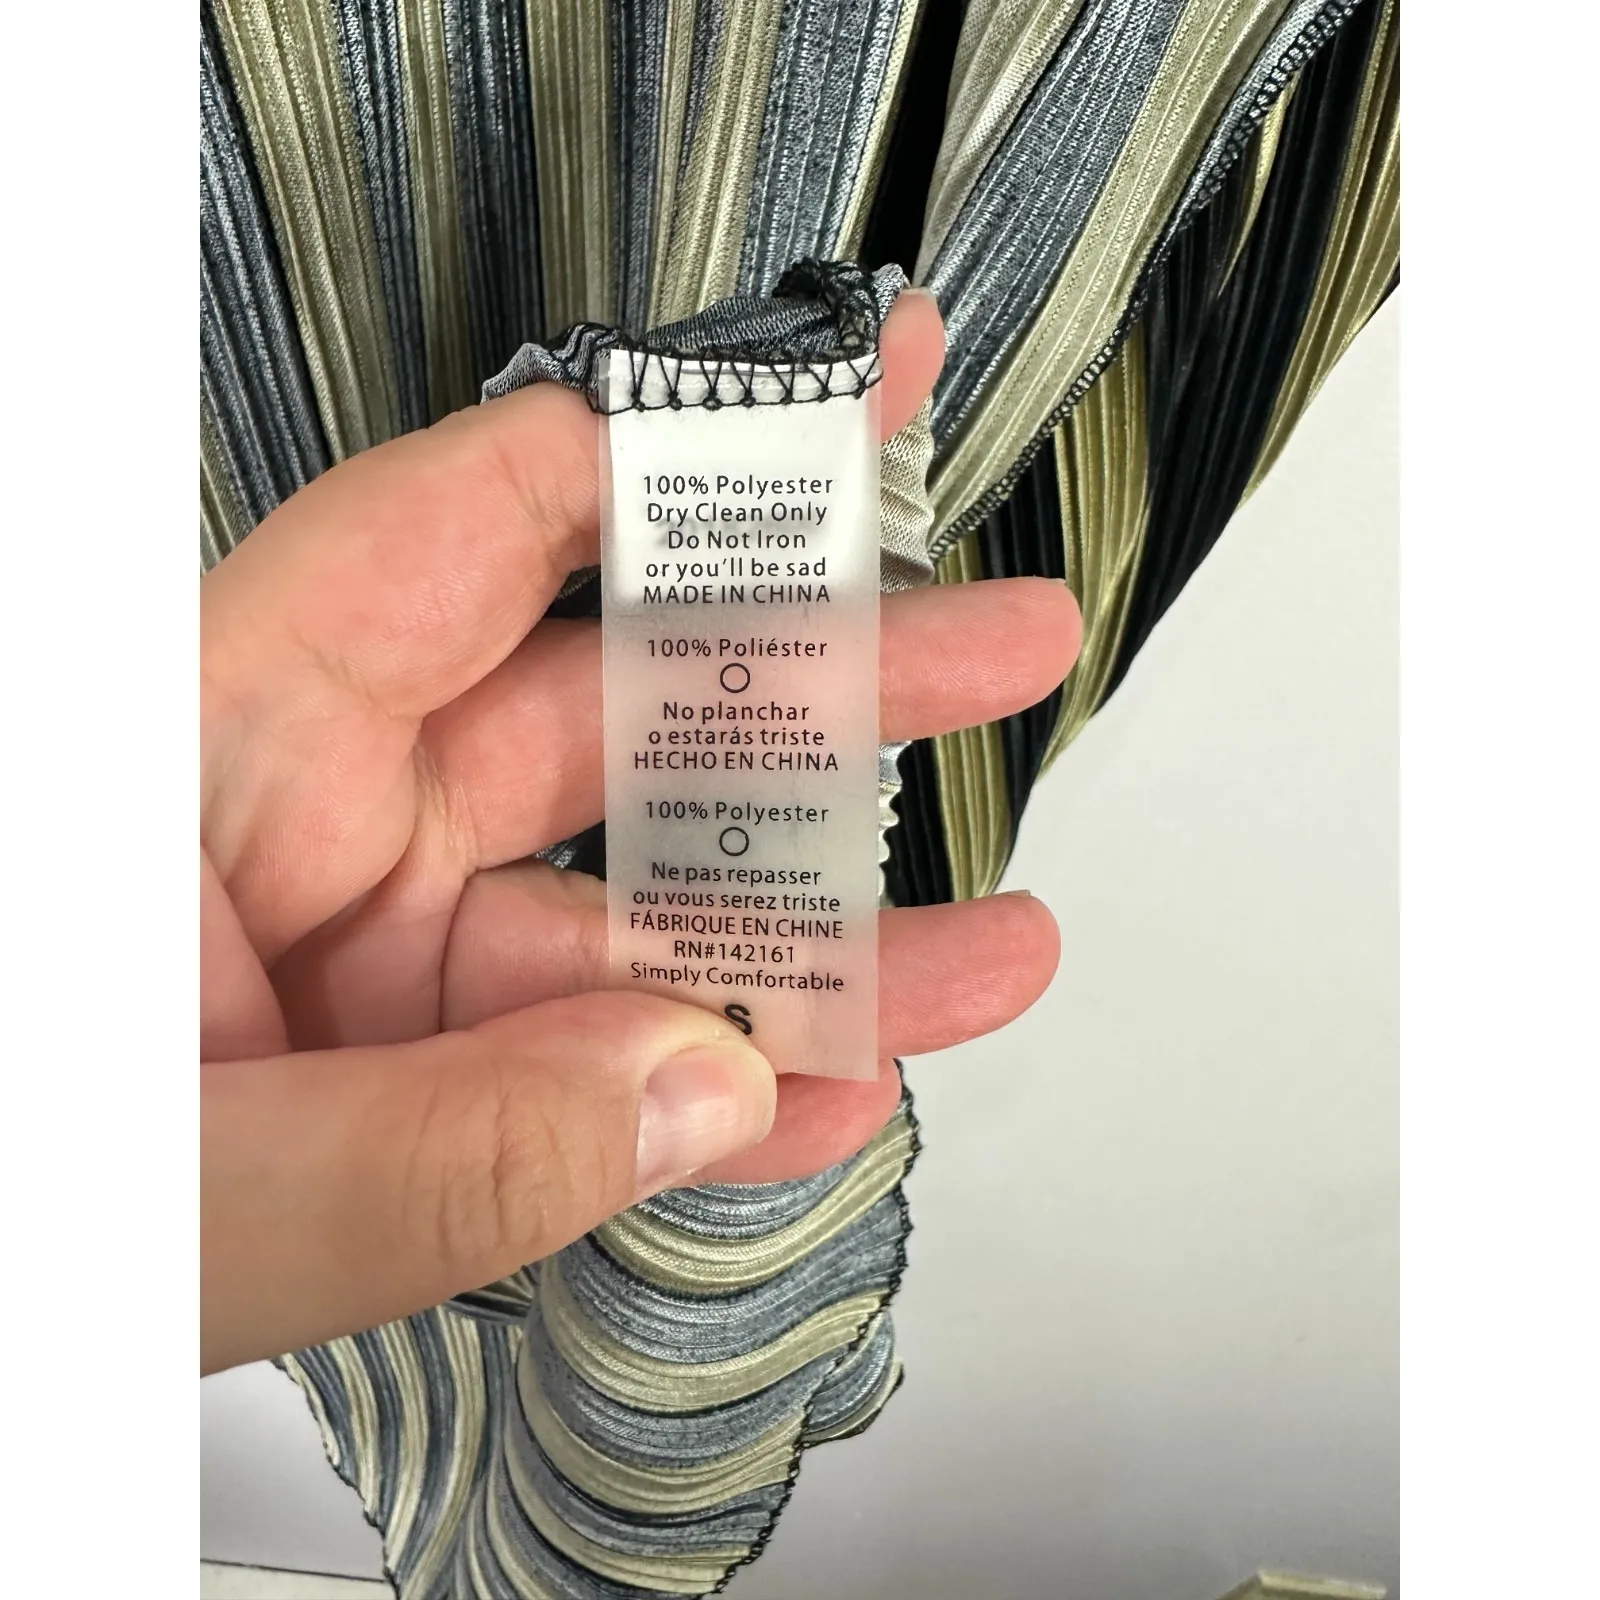 100% Polyester
Dry Clean Only
Do Not Iron
or you'll be sad
MADE IN CHINA
100% Poliéster
No planchar
o estarás triste
HECHO EN CHINA
100% Polyester
Ne pas repasser
ou vous serez triste
FÁBRIQUE EN CHINE
RN#142161
Simply Comfortable
S